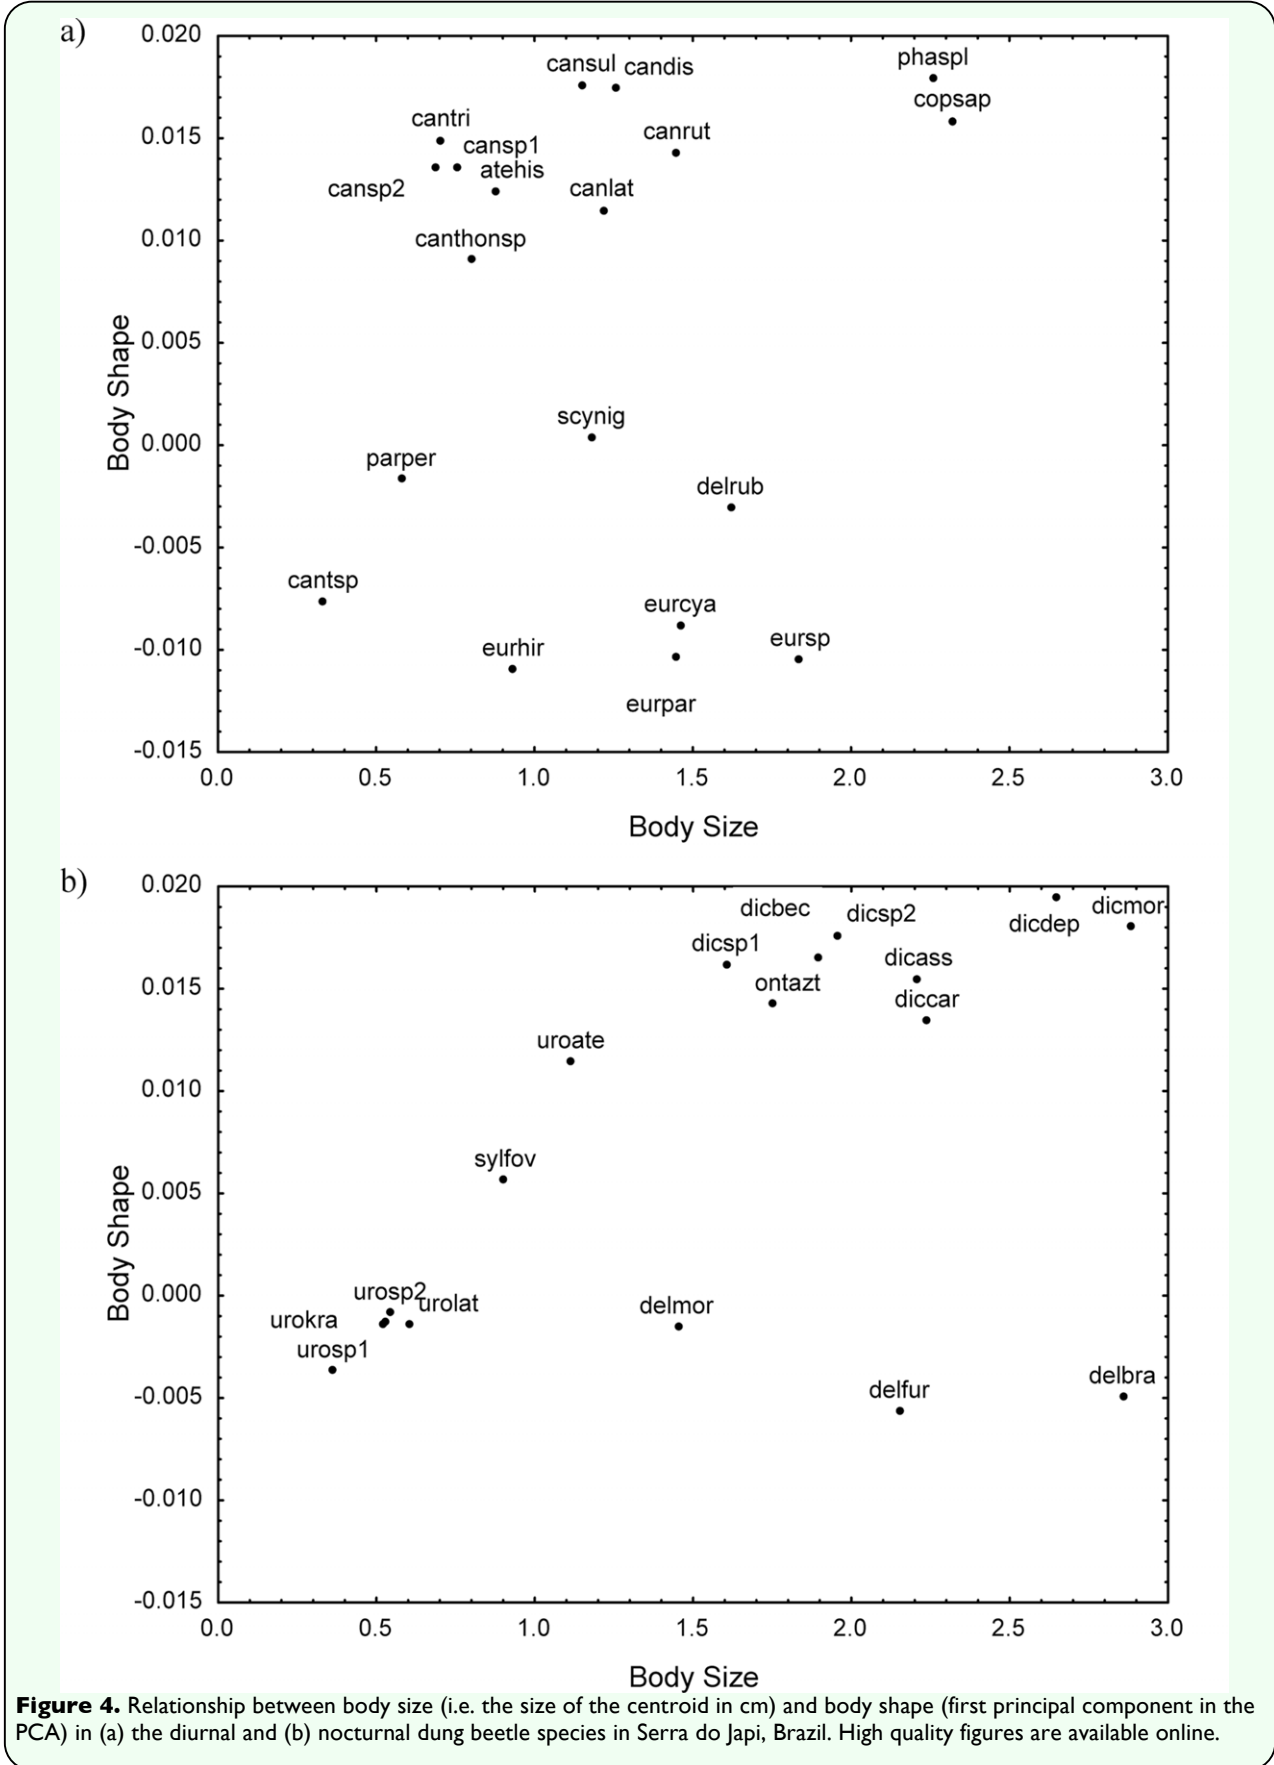 a)
0.020
0.015
0.010
0.005
0.000
-0.005
-0.010
-0.015
Body Shape
cansul candis
phaspl
copsap
cantri
cansp1
canrut
cansp2
atehis
canlat
canthonsp
scynig
parper
delrub
cantsp
eurcya
eurhir
eursp
eurpar
0.0 0.5 1.0 1.5 2.0 2.5 3.0
Body Size
b)
0.020
0.015
0.010
0.005
0.000
-0.005
-0.010
-0.015
Body Shape
dicbec dicsp2
dicdep
dicmor
dicsp1
dicass
ontazt
diccar
uroate
sylfov
urosp2
urolat
urokra
urosp1
delmor
delfur
delbra
0.0 0.5 1.0 1.5 2.0 2.5 3.0
Body Size
Figure 4. Relationship between body size (i.e. the size of the centroid in cm) and body shape (first principal component in the
PCA) in (a) the diurnal and (b) nocturnal dung beetle species in Serra do Japi, Brazil. High quality figures are available online.